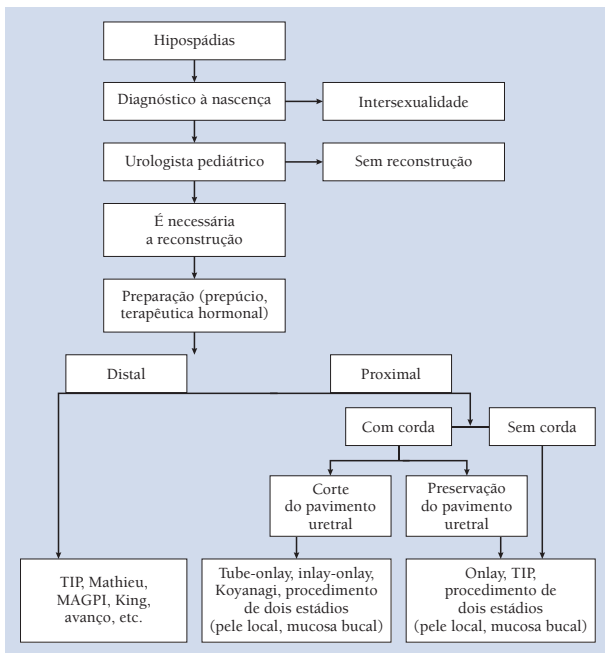 Hipospádias
Diagnóstico à nascença
Intersexualidade
Urologista pediátrico
Sem reconstrução
É necessária
a reconstrução
Preparação (prepúcio,
terapêutica hormonal)
Distal
Proximal
Com corda
Sem corda
Corte
do pavimento
uretral
Preservação
do pavimento
uretral
TIP, Mathieu,
MAGPI, King,
avanço, etc.
Tube-onlay, inlay-onlay,
Koyanagi, procedimento
de dois estádios
(pele local, mucosa bucal)
Onlay, TIP,
procedimento de
dois estádios
(pele local, mucosa bucal)